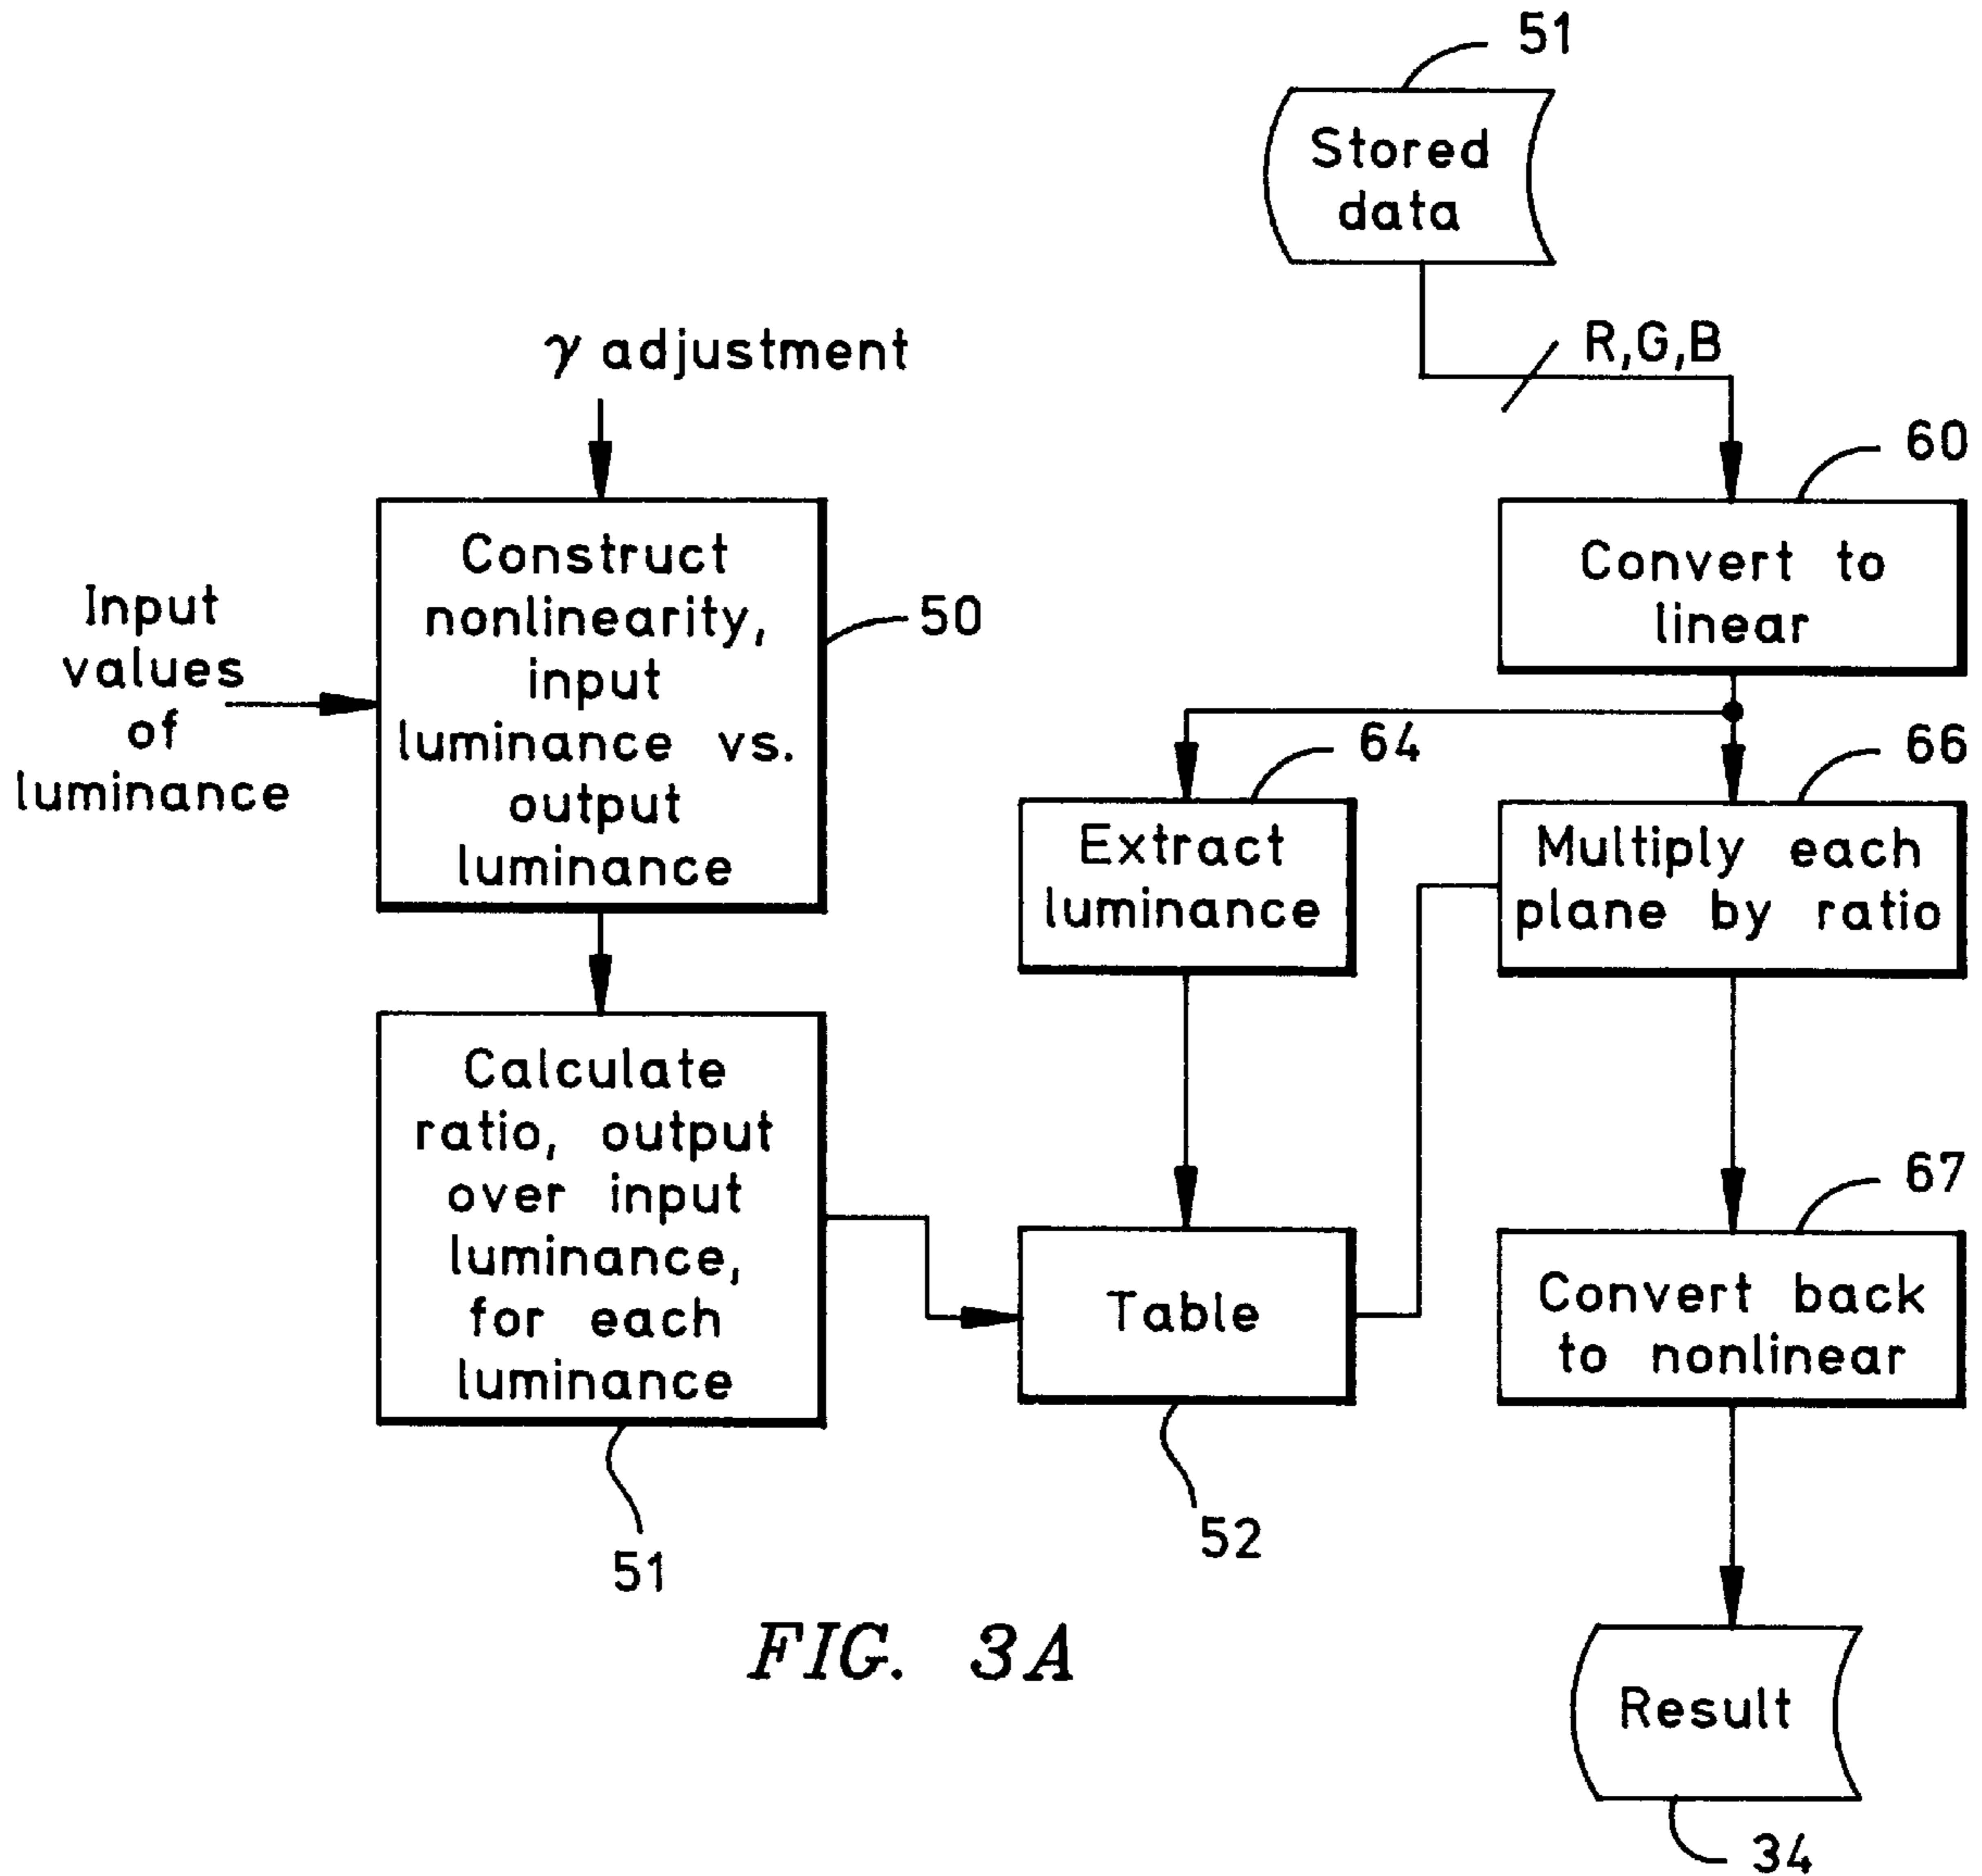 51
Stored
data
R,G,B
γ adjustment
60
Convert to
linear
Construct
nonlinearity,
input
luminance vs.
output
luminance
50
Input
values
of
luminance
64
Extract
luminance
66
Multiply each
plane by ratio
Calculate
ratio, output
over input
luminance,
for each
luminance
51
Table
52
67
Convert back
to nonlinear
Result
34
FIG. 3A